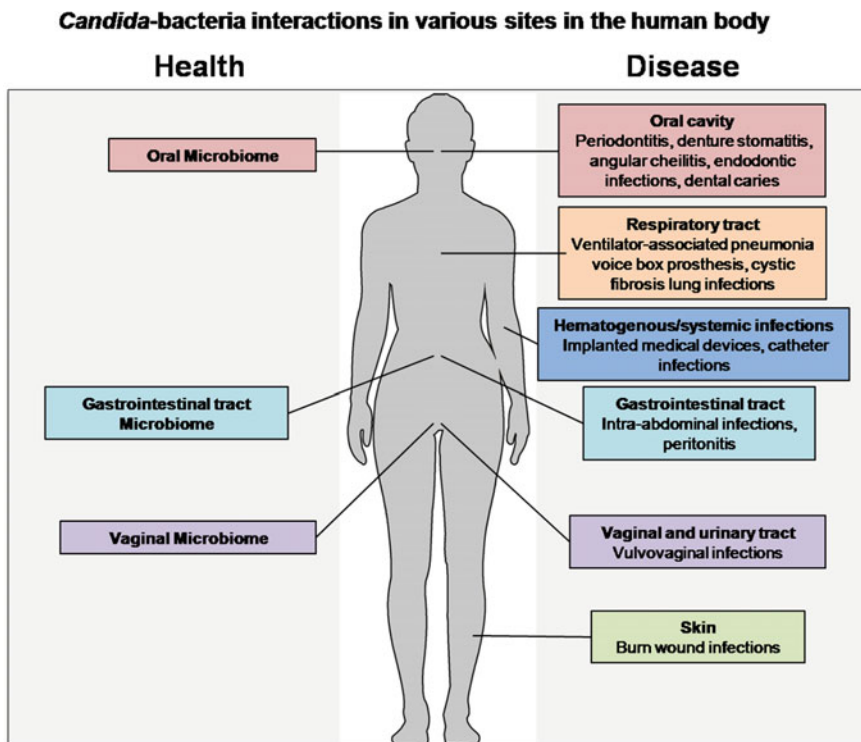 Candida-bacteria interactions in various sites in the human body
Health
Disease
Oral Microbiome
Oral cavity
Periodontitis, denture stomatitis,
angular cheilitis, endodontic
infections, dental caries
Respiratory tract
Ventilator-associated pneumonia
voice box prosthesis, cystic
fibrosis lung infections
Hematogenous/systemic infections
Implanted medical devices, catheter
infections
Gastrointestinal tract
Microbiome
Gastrointestinal tract
Intra-abdominal infections,
peritonitis
Vaginal Microbiome
Vaginal and urinary tract
Vulvovaginal infections
Skin
Burn wound infections